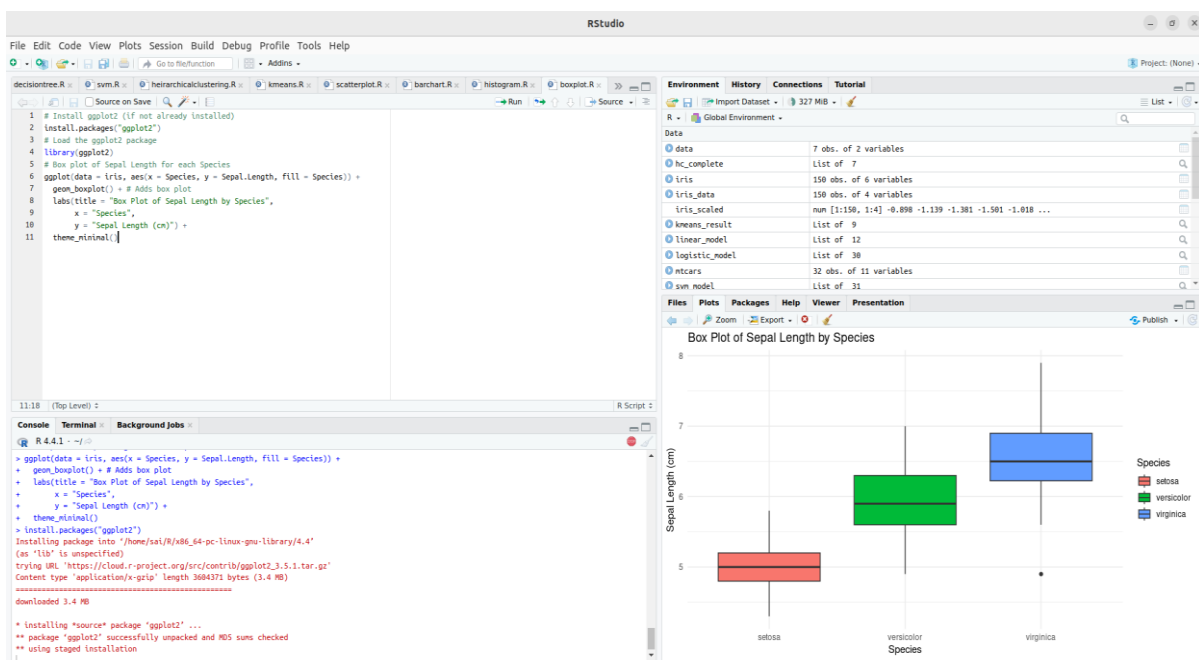 RStudio
File Edit Code View Plots Session Build Debug Profile Tools Help
Go to file/function Addins Project: (None)
decisiontree.R svm.R heirarchicalclustering.R kmeans.R scatterplot.R barchart.R histogram.R boxplot.R
Source on Save Run Source
1 # Install ggplot2 (if not already installed)
2 install.packages("ggplot2")
3 # Load the ggplot2 package
4 library(ggplot2)
5 # Box plot of Sepal Length for each Species
6 ggplot(data = iris, aes(x = Species, y = Sepal.Length, fill = Species)) +
7 geom_boxplot() + # Adds box plot
8 labs(title = "Box Plot of Sepal Length by Species",
9 x = "Species",
10 y = "Sepal Length (cm)") +
11 theme_minimal()
11:18 (Top Level) R Script
Console Terminal Background Jobs
R 4.4.1 · ~/
> ggplot(data = iris, aes(x = Species, y = Sepal.Length, fill = Species)) +
+ geom_boxplot() + # Adds box plot
+ labs(title = "Box Plot of Sepal Length by Species",
+ x = "Species",
+ y = "Sepal Length (cm)") +
+ theme_minimal()
> install.packages("ggplot2")
Installing package into ‘/home/sai/R/x86_64-pc-linux-gnu-library/4.4’
(as ‘lib’ is unspecified)
trying URL 'https://cloud.r-project.org/src/contrib/ggplot2_3.5.1.tar.gz'
Content type 'application/x-gzip' length 3604371 bytes (3.4 MB)
==================================================
downloaded 3.4 MB
* installing *source* package ‘ggplot2’ ...
** package ‘ggplot2’ successfully unpacked and MD5 sums checked
** using staged installation
Environment History Connections Tutorial
Import Dataset 327 MiB List
R Global Environment
Data
data 7 obs. of 2 variables
hc_complete List of 7
iris 150 obs. of 6 variables
iris_data 150 obs. of 4 variables
iris_scaled num [1:150, 1:4] -0.898 -1.139 -1.381 -1.501 -1.018 ...
kmeans_result List of 9
linear_model List of 12
logistic_model List of 30
mtcars 32 obs. of 11 variables
svm_model List of 31
Files Plots Packages Help Viewer Presentation
Zoom Export Publish
Box Plot of Sepal Length by Species
8
7
6
5
Sepal Length (cm)
setosa versicolor virginica
Species
Species
setosa
versicolor
virginica